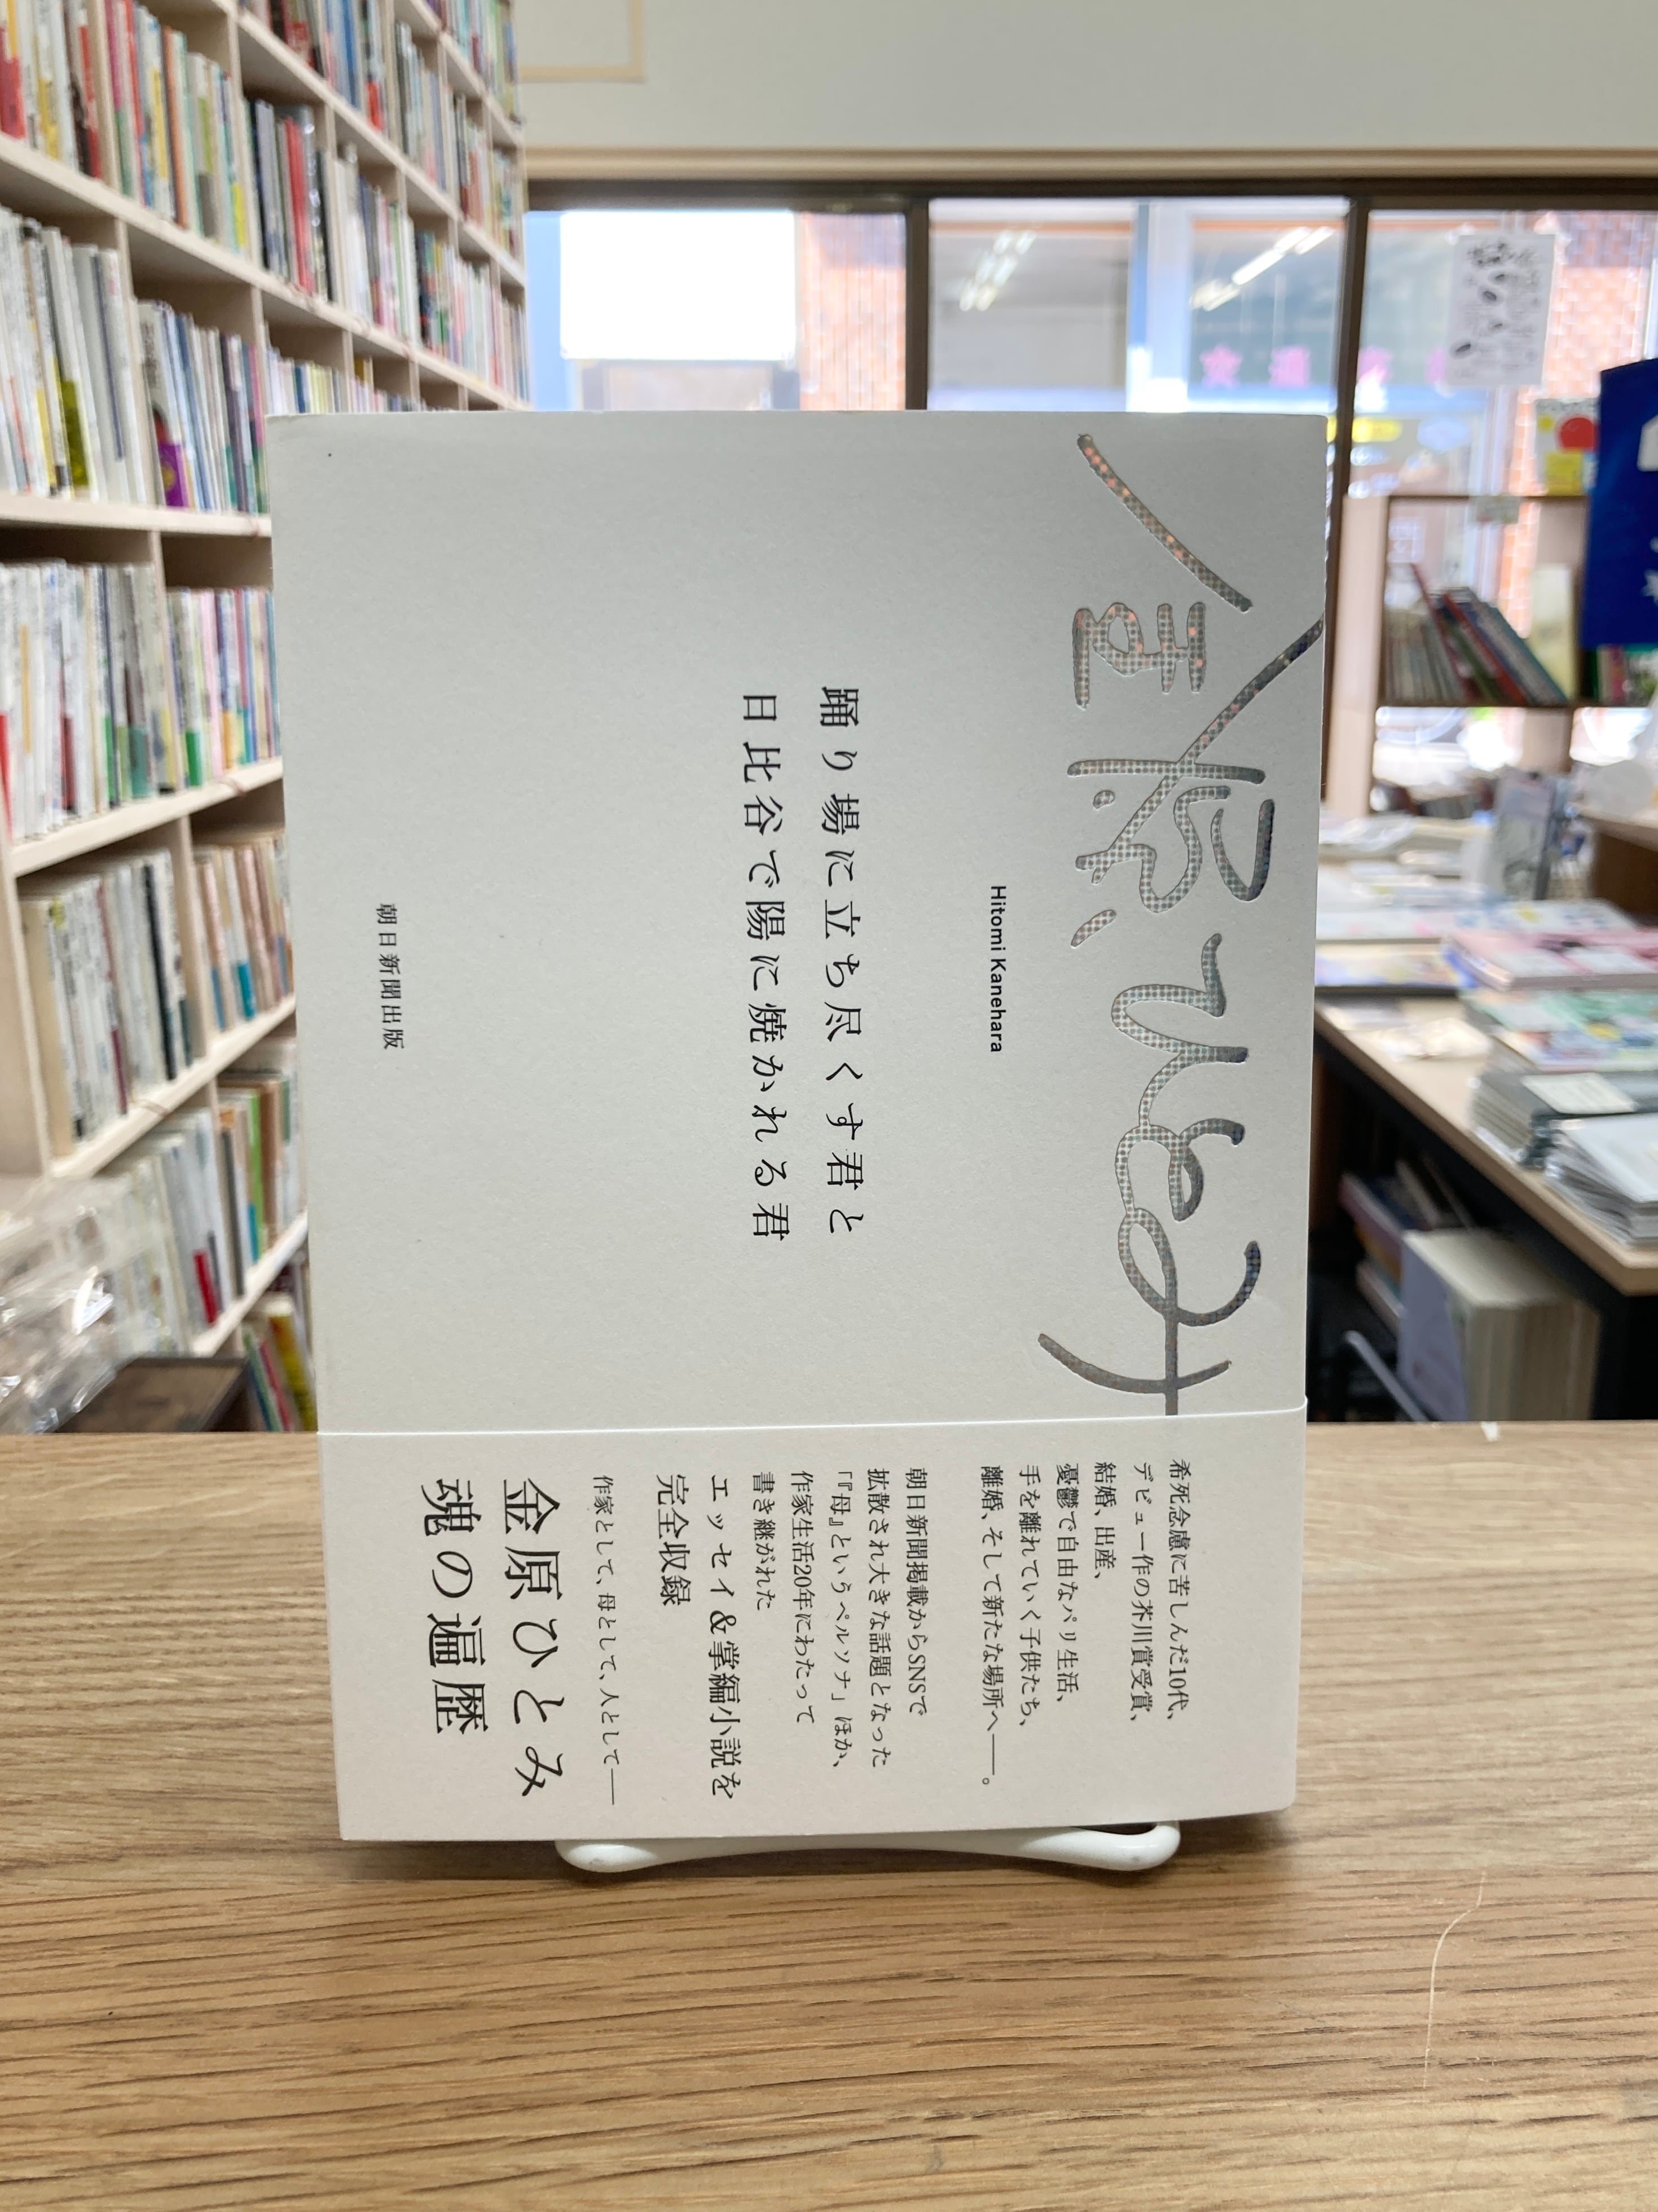 金原ひとみ
Hitomi Kanehara
踊り場に立ち尽くす君と
日比谷で陽に焼かれる君
朝日新聞出版
希死念慮に苦しんだ10代、
デビュー作の芥川賞受賞、
結婚、出産、
憂鬱で自由なパリ生活、
手を離れていく子供たち、
離婚、そして新たな場所へ——。
朝日新聞掲載からSNSで
拡散され大きな話題となった
「『母』というペルソナ」ほか、
作家生活20年にわたって
書き継がれた
エッセイ&掌編小説を
完全収録
作家として、母として、人として——
金原ひとみ
魂の遍歴